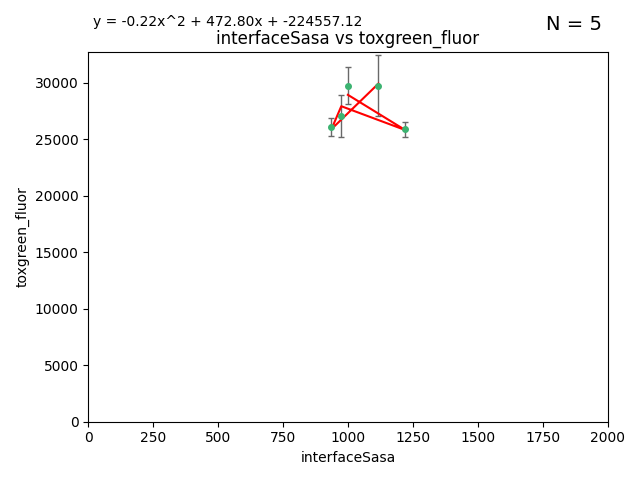 y = -0.22x^2 + 472.80x + -224557.12
N = 5
interfaceSasa vs toxgreen_fluor
toxgreen_fluor
30000
25000
20000
15000
10000
5000
0
0 250 500 750 1000 1250 1500 1750 2000
interfaceSasa